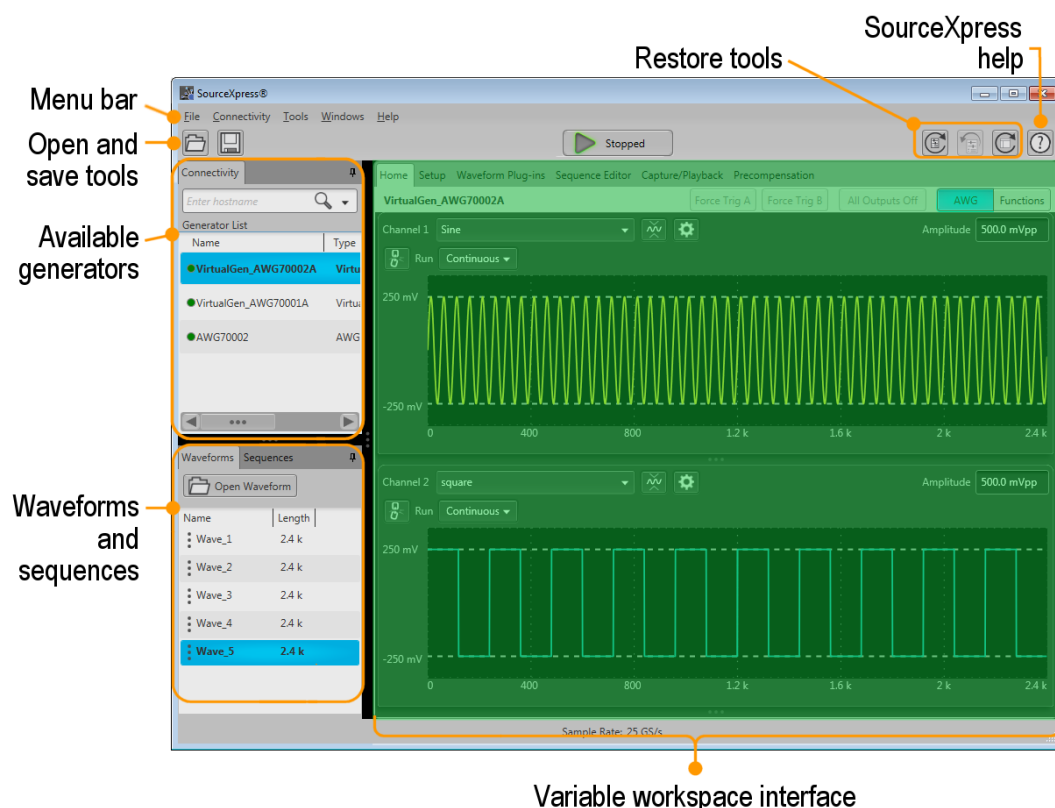 SourceXpress
help
Restore tools
Menu bar
Open and
save tools
Available
generators
Waveforms
and
sequences
Variable workspace interface
SourceXpress®
File Connectivity Tools Windows Help
Stopped
?
Connectivity
Enter hostname
Generator List
Name Type
VirtualGen_AWG70002A Virtu
VirtualGen_AWG70001A Virtua
AWG70002 AWG
Waveforms Sequences
Open Waveform
Name Length
Wave_1 2.4 k
Wave_2 2.4 k
Wave_3 2.4 k
Wave_4 2.4 k
Wave_5 2.4 k
Home Setup Waveform Plug-ins Sequence Editor Capture/Playback Precompensation
VirtualGen_AWG70002A Force Trig A Force Trig B All Outputs Off AWG Functions
Channel 1 Sine Amplitude 500.0 mVpp
Run Continuous
250 mV
-250 mV
0 400 800 1.2 k 1.6 k 2 k 2.4 k
Channel 2 square Amplitude 500.0 mVpp
Run Continuous
250 mV
-250 mV
0 400 800 1.2 k 1.6 k 2 k 2.4 k
Sample Rate: 25 GS/s